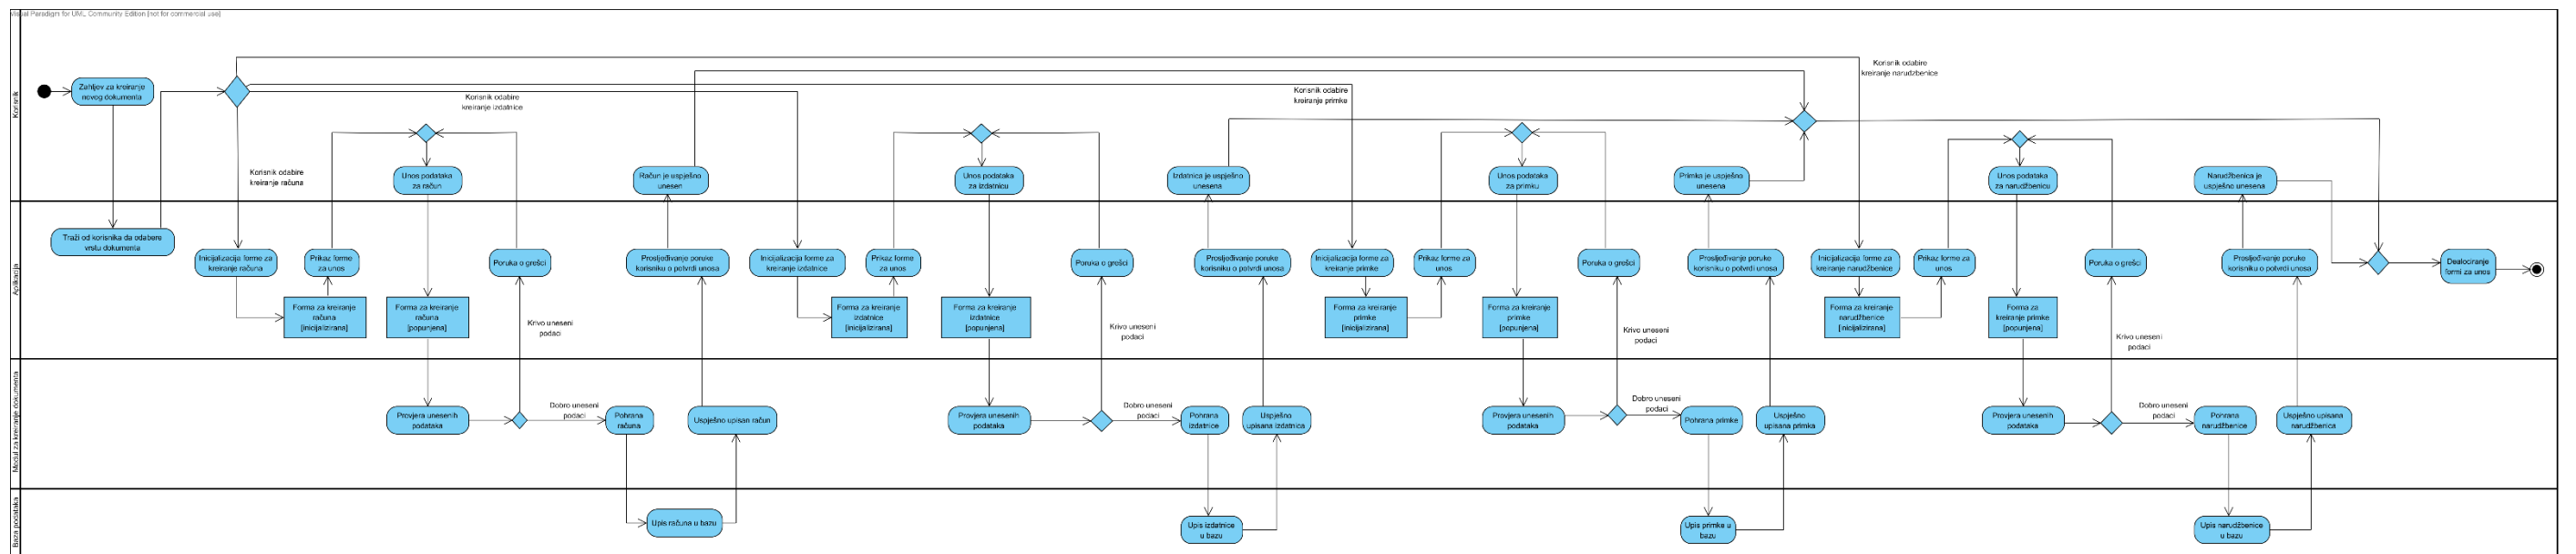 Visual Paradigm for UML Community Edition [not for commercial use]
Korisnik
Zahtjev za kreiranje
novog dokumenta
Korisnik odabire
kreiranje računa
Unos podataka
za račun
Korisnik odabire
kreiranje izdatnice
Račun je uspješno
unesen
Unos podataka
za izdatnicu
Izdatnica je uspješno
unesena
Korisnik odabire
kreiranje primke
Unos podataka
za primku
Primka je uspješno
unesena
Korisnik odabire
kreiranje narudzbenice
Unos podataka
za narudžbenicu
Narudžbenica je
uspješno unesena
Aplikacija
Traži od korisnika da odabere
vrstu dokumenta
Inicijalizacija forme za
kreiranje računa
Prikaz forme
za unos
Poruka o grešci
Prosljeđivanje poruke
korisniku o potvrdi unosa
Inicijalizacija forme za
kreiranje izdatnice
Prikaz forme
za unos
Poruka o grešci
Prosljeđivanje poruke
korisniku o potvrdi unosa
Inicijalizacija forme za
kreiranje primke
Prikaz forme za
unos
Poruka o grešci
Prosljeđivanje poruke
korisniku o potvrdi unosa
Inicijalizacija forme za
kreiranje narudžbenice
Prikaz forme za
unos
Poruka o grešci
Prosljeđivanje poruke
korisniku o potvrdi unosa
Dealociranje
formi za unos
Forma za kreiranje
računa
[inicijalizirana]
Forma za kreiranje
računa
[popunjena]
Krivo uneseni
podaci
Forma za kreiranje
izdatnice
[inicijalizirana]
Forma za kreiranje
izdatnice
[popunjena]
Krivo uneseni
podaci
Forma za kreiranje
primke
[inicijalizirana]
Forma za kreiranje
primke
[popunjena]
Krivo uneseni
podaci
Forma za kreiranje
narudžbenice
[inicijalizirana]
Forma za
kreiranje primke
[popunjena]
Krivo uneseni
podaci
Modul za kreiranje dokumenta
Provjera unesenih
podataka
Dobro uneseni
podaci
Pohrana
računa
Uspješno upisan račun
Provjera unesenih
podataka
Dobro uneseni
podaci
Pohrana
izdatnice
Uspješno
upisana izdatnica
Provjera unesenih
podataka
Dobro uneseni
podaci
Pohrana primke
Uspješno
upisana primka
Provjera unesenih
podataka
Dobro uneseni
podaci
Pohrana
narudžbenice
Uspješno upisana
narudžbenica
Baza podataka
Upis računa u bazu
Upis izdatnice
u bazu
Upis primke u
bazu
Upis narudžbenice
u bazu